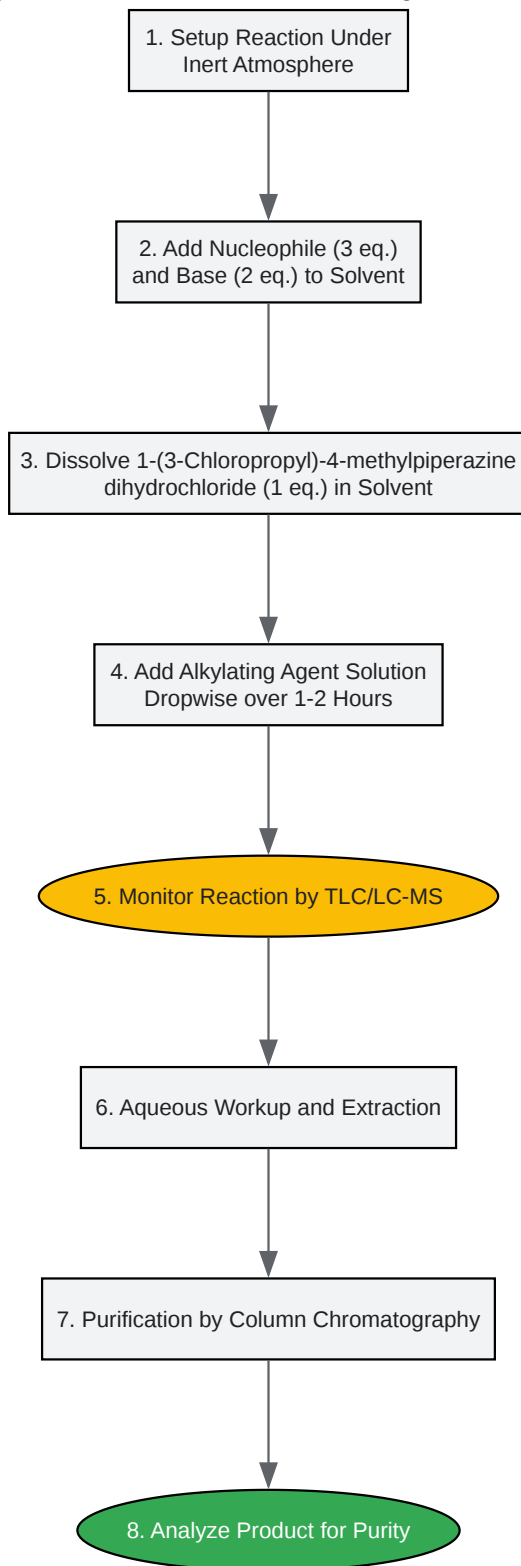 1. Setup Reaction Under
Inert Atmosphere
2. Add Nucleophile (3 eq.)
and Base (2 eq.) to Solvent
3. Dissolve 1-(3-Chloropropyl)-4-methylpiperazine
dihydrochloride (1 eq.) in Solvent
4. Add Alkylating Agent Solution
Dropwise over 1-2 Hours
5. Monitor Reaction by TLC/LC-MS
6. Aqueous Workup and Extraction
7. Purification by Column Chromatography
8. Analyze Product for Purity